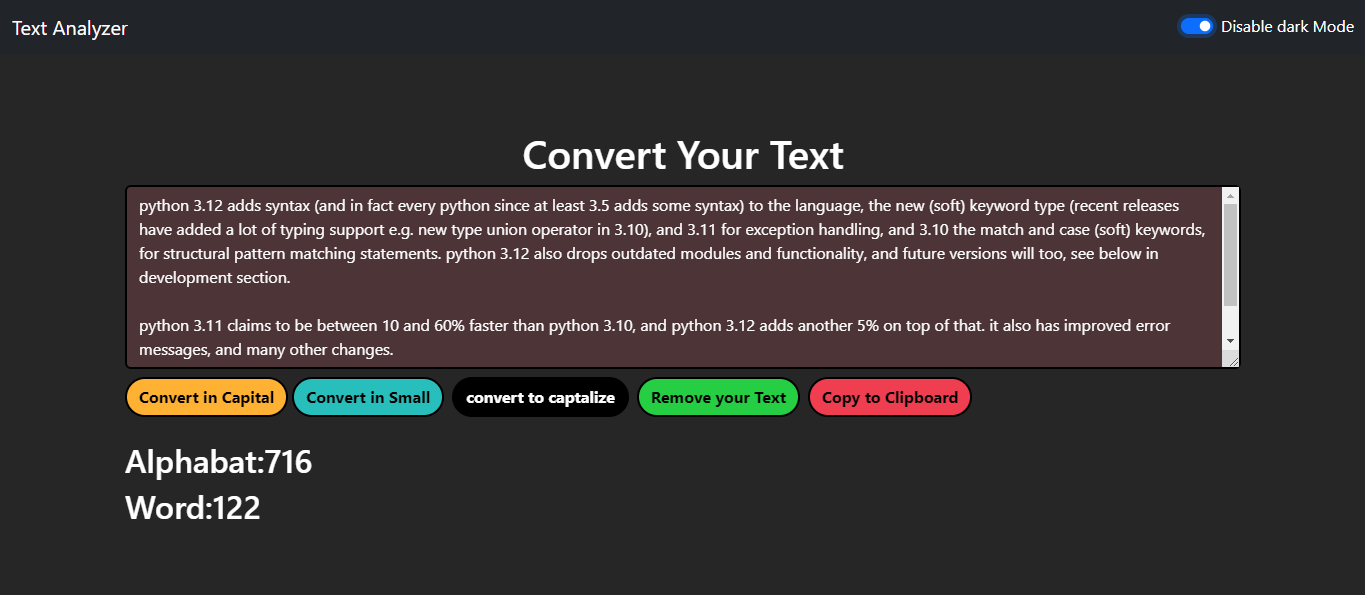 Text Analyzer
Disable dark Mode
Convert Your Text
python 3.12 adds syntax (and in fact every python since at least 3.5 adds some syntax) to the language, the new (soft) keyword type (recent releases
have added a lot of typing support e.g. new type union operator in 3.10), and 3.11 for exception handling, and 3.10 the match and case (soft) keywords,
for structural pattern matching statements. python 3.12 also drops outdated modules and functionality, and future versions will too, see below in
development section.
python 3.11 claims to be between 10 and 60% faster than python 3.10, and python 3.12 adds another 5% on top of that. it also has improved error
messages, and many other changes.
Convert in Capital
Convert in Small
convert to captalize
Remove your Text
Copy to Clipboard
Alphabat:716
Word:122